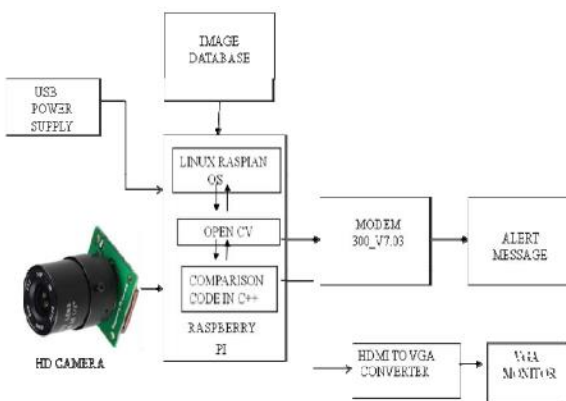 IMAGE
DATABASE
USB
POWER
SUPPLY
LINUX RASPIAN
OS
OPEN CV
COMPARISON
CODE IN C++
RASPBERRY
PI
MODEM
300_V7.03
ALERT
MESSAGE
HD CAMERA
HDMI TO VGA
CONVERTER
VGA
MONITOR